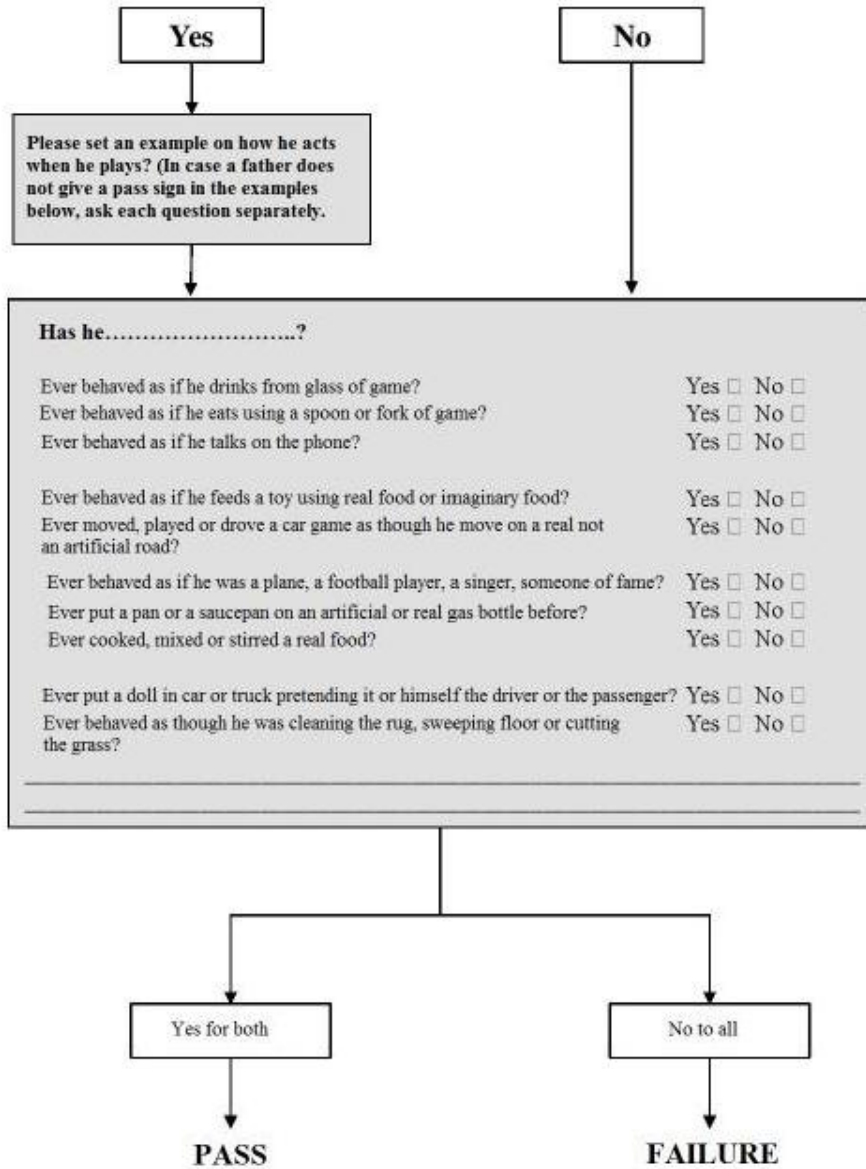 Yes
No
Please set an example on how he acts
when he plays? (In case a father does
not give a pass sign in the examples
below, ask each question separately.
Has he............................?
Ever behaved as if he drinks from glass of game? Yes □ No □
Ever behaved as if he eats using a spoon or fork of game? Yes □ No □
Ever behaved as if he talks on the phone? Yes □ No □
Ever behaved as if he feeds a toy using real food or imaginary food? Yes □ No □
Ever moved, played or drove a car game as though he move on a real not Yes □ No □
an artificial road?
Ever behaved as if he was a plane, a football player, a singer, someone of fame? Yes □ No □
Ever put a pan or a saucepan on an artificial or real gas bottle before? Yes □ No □
Ever cooked, mixed or stirred a real food? Yes □ No □
Ever put a doll in car or truck pretending it or himself the driver or the passenger? Yes □ No □
Ever behaved as though he was cleaning the rug, sweeping floor or cutting Yes □ No □
the grass?
Yes for both
No to all
PASS
FAILURE